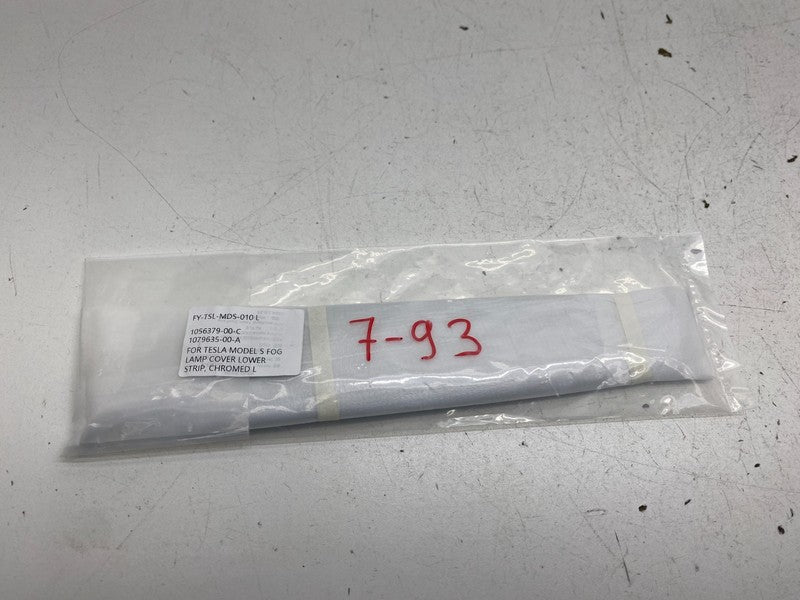 FY-TSL-MDS-010 L
1056379-00-C
1079635-00-A
FOR TESLA MODEL S FOG
LAMP COVER LOWER
STRIP, CHROMED L
7-93